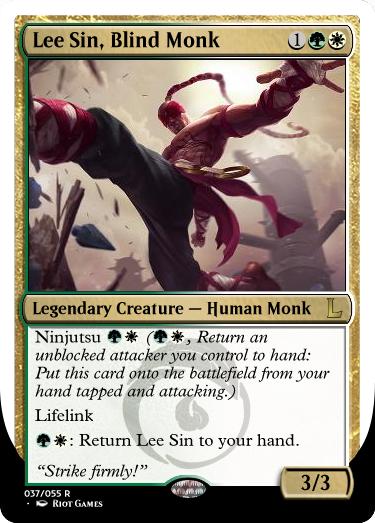 Lee Sin, Blind Monk 1
Legendary Creature — Human Monk L
Ninjutsu (, Return an
unblocked attacker you control to hand:
Put this card onto the battlefield from your
hand tapped and attacking.)
Lifelink
: Return Lee Sin to your hand.
“Strike firmly!”
3/3
037/055 R
· Riot Games